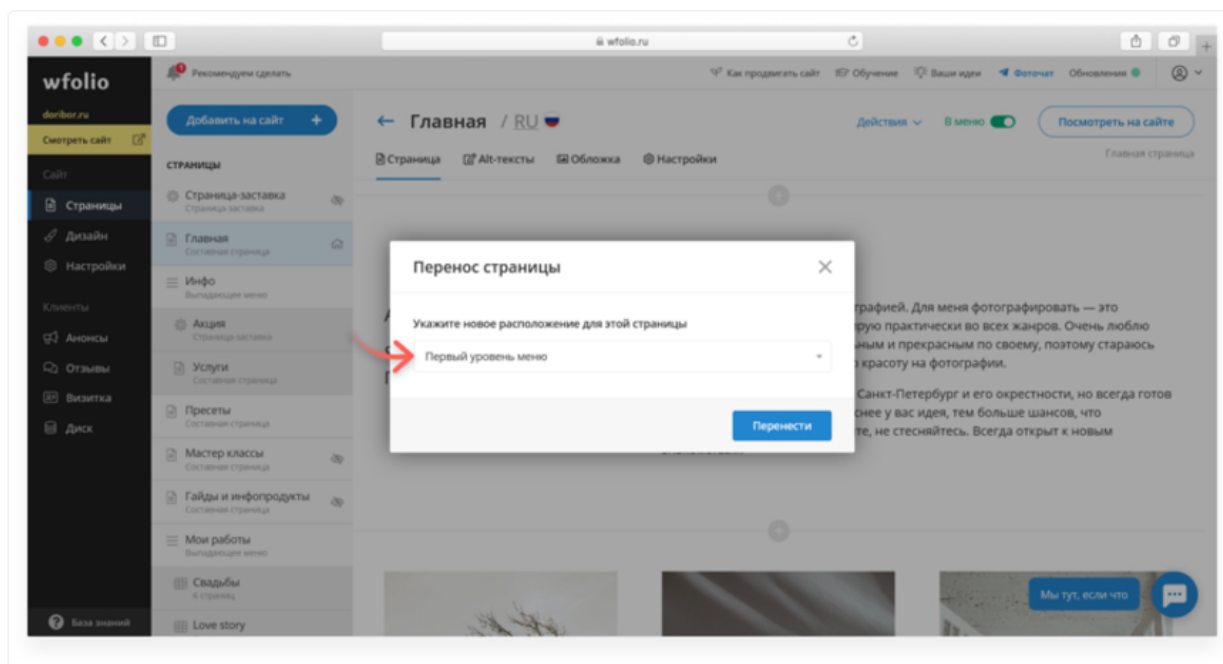 wfolio.ru
wfolio
Рекомендуем сделать
Как продвигать сайт
Обучение
Ваши идеи
Фоточат
Обновления
doribor.ru
Смотреть сайт
Сайт
Страницы
Дизайн
Настройки
Клиенты
Анонсы
Отзывы
Визитка
Диск
База знаний
Добавить на сайт +
СТРАНИЦЫ
Страница-заставка
Страница-заставка
Главная
Составная страница
Инфо
Выпадающее меню
Акция
Страница-заставка
Услуги
Составная страница
Пресеты
Составная страница
Мастер классы
Составная страница
Гайды и инфопродукты
Составная страница
Мои работы
Выпадающее меню
Свадьбы
6 страниц
Love story
← Главная / RU
Действия
В меню
Посмотреть на сайте
Страница
Alt-тексты
Обложка
Настройки
Главная страница
Перенос страницы
Укажите новое расположение для этой страницы
Первый уровень меню
Перенести
графией. Для меня фотографировать — это
рую практически во всех жанров. Очень люблю
ным и прекрасным по своему, поэтому стараюсь
красоту на фотографии.
Санкт-Петербург и его окрестности, но всегда готов
снее у вас идея, тем больше шансов, что
те, не стесняйтесь. Всегда открыт к новым
Мы тут, если что